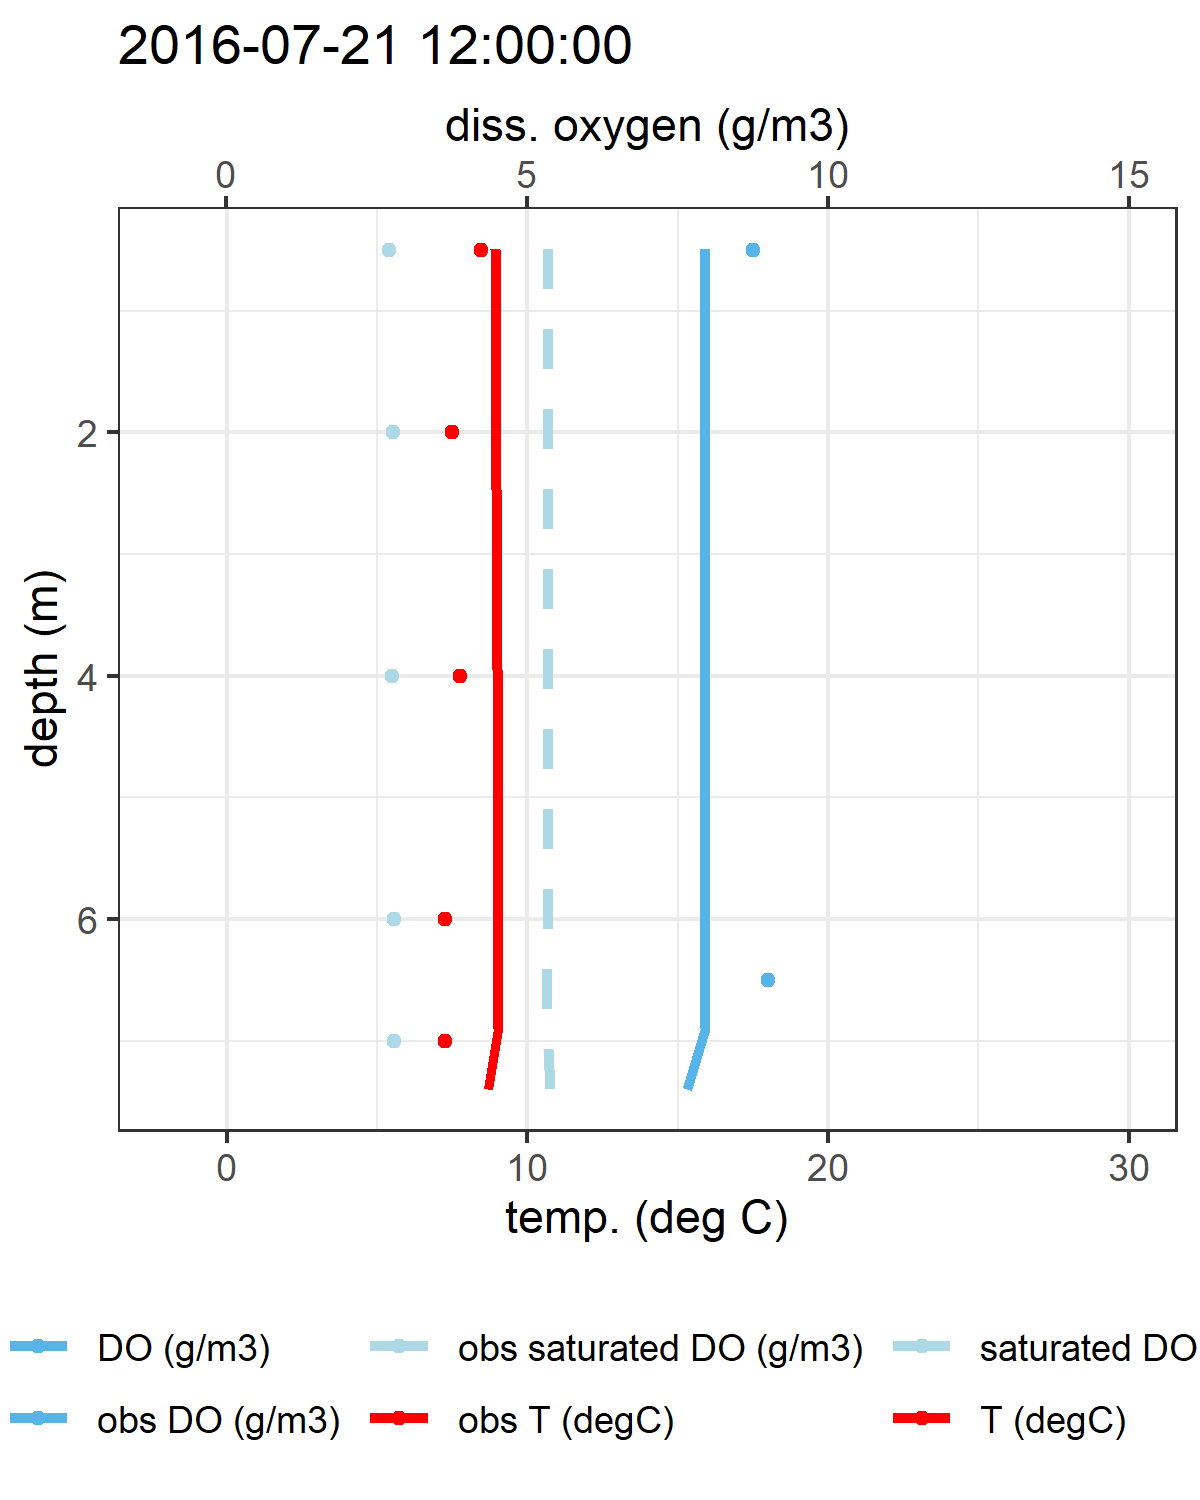 2016-07-21 12:00:00
diss. oxygen (g/m3)
0 5 10 15
depth (m)
2
4
6
0 10 20 30
temp. (deg C)
DO (g/m3) obs saturated DO (g/m3) saturated DO
obs DO (g/m3) obs T (degC) T (degC)